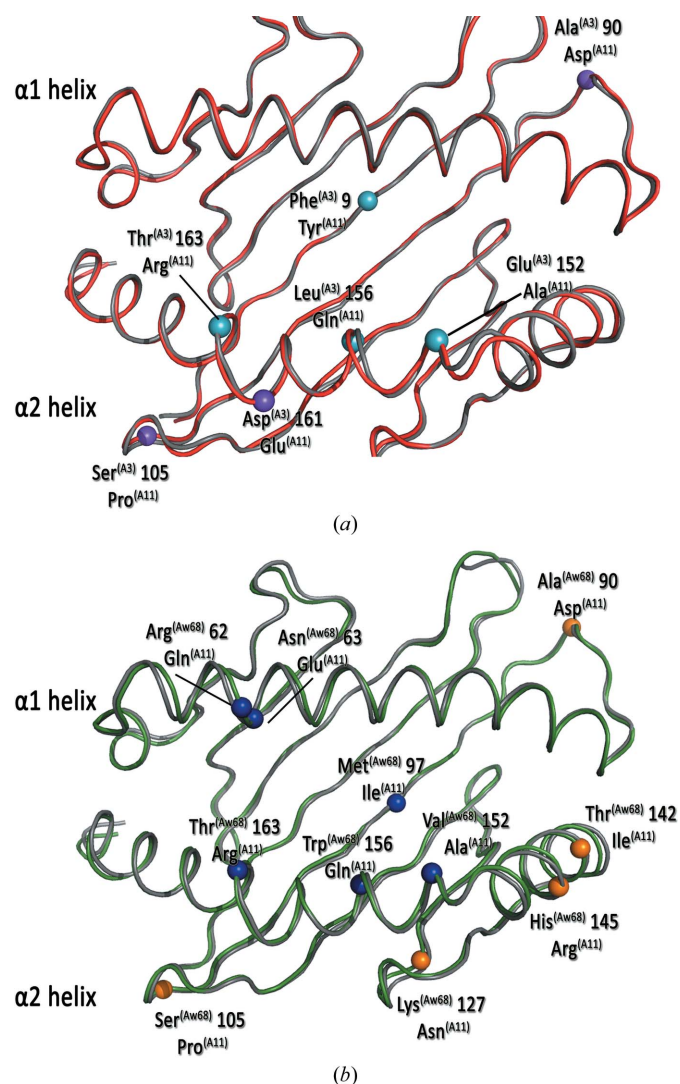 Ala(A3) 90
Asp(A11)
α1 helix
Phe(A3) 9
Tyr(A11)
Thr(A3) 163
Arg(A11)
Leu(A3) 156
Gln(A11)
Glu(A3) 152
Ala(A11)
α2 helix
Asp(A3) 161
Glu(A11)
Ser(A3) 105
Pro(A11)
(a)
Ala(Aw68) 90
Asp(A11)
Arg(Aw68) 62
Gln(A11)
Asn(Aw68) 63
Glu(A11)
α1 helix
Met(Aw68) 97
Ile(A11)
Thr(Aw68) 163
Arg(A11)
Trp(Aw68) 156
Gln(A11)
Val(Aw68) 152
Ala(A11)
Thr(Aw68) 142
Ile(A11)
His(Aw68) 145
Arg(A11)
α2 helix
Lys(Aw68) 127
Asn(A11)
Ser(Aw68) 105
Pro(A11)
(b)